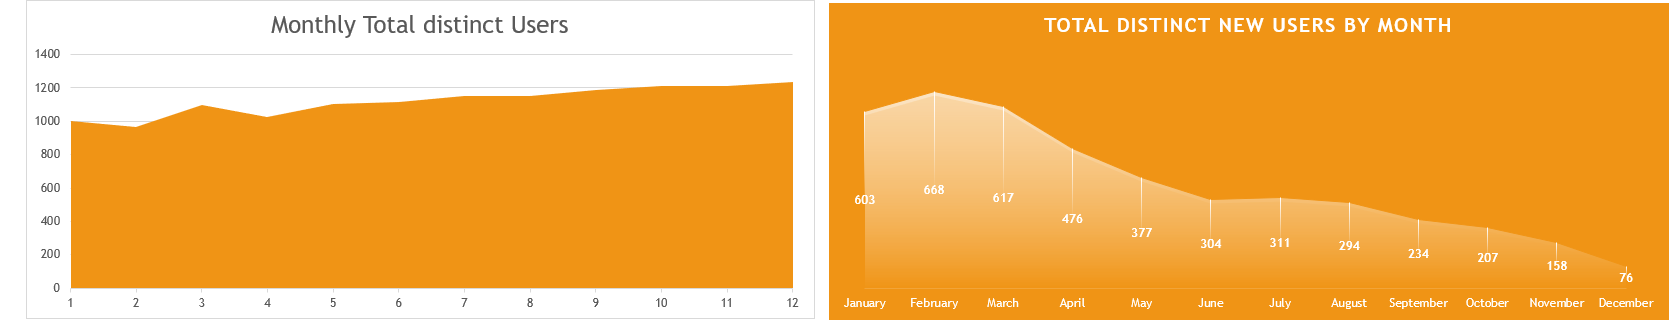 Monthly Total distinct Users
1400
1200
1000
800
600
400
200
0
1 2 3 4 5 6 7 8 9 10 11 12
TOTAL DISTINCT NEW USERS BY MONTH
603 668 617 476 377 304 311 294 234 207 158 76
January February March April May June July August September October November December